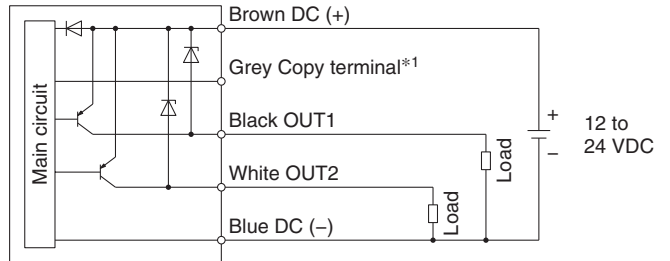 Brown DC (+)
Grey Copy terminal*1
Black OUT1
White OUT2
Blue DC (−)
Main circuit
Load
Load
+
−
12 to
24 VDC